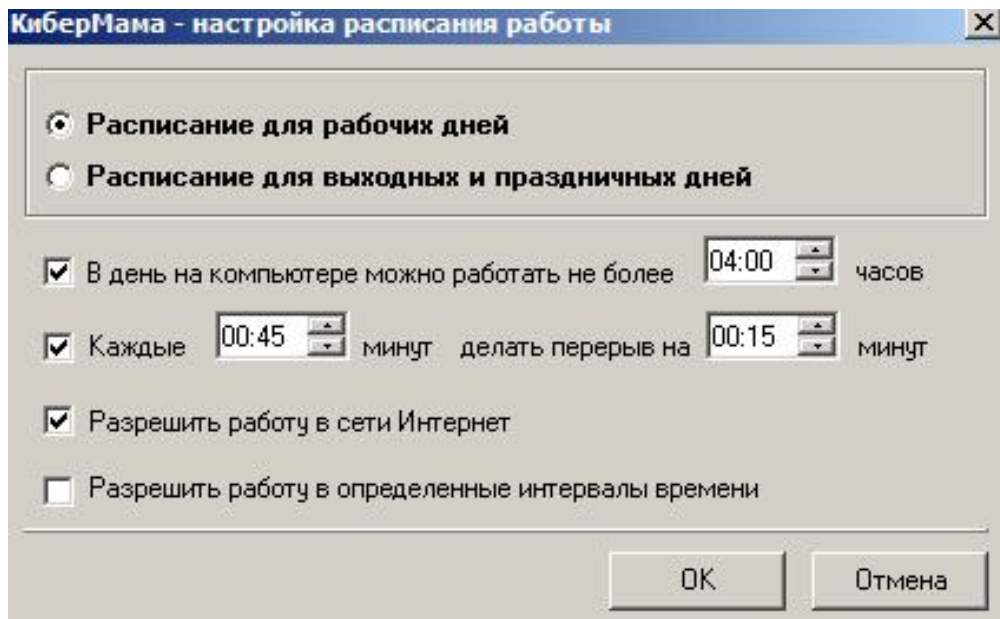 КиберМама - настройка расписания работы
Расписание для рабочих дней
Расписание для выходных и праздничных дней
В день на компьютере можно работать не более 04:00 часов
Каждые 00:45 минут делать перерыв на 00:15 минут
Разрешить работу в сети Интернет
Разрешить работу в определенные интервалы времени
OK Отмена